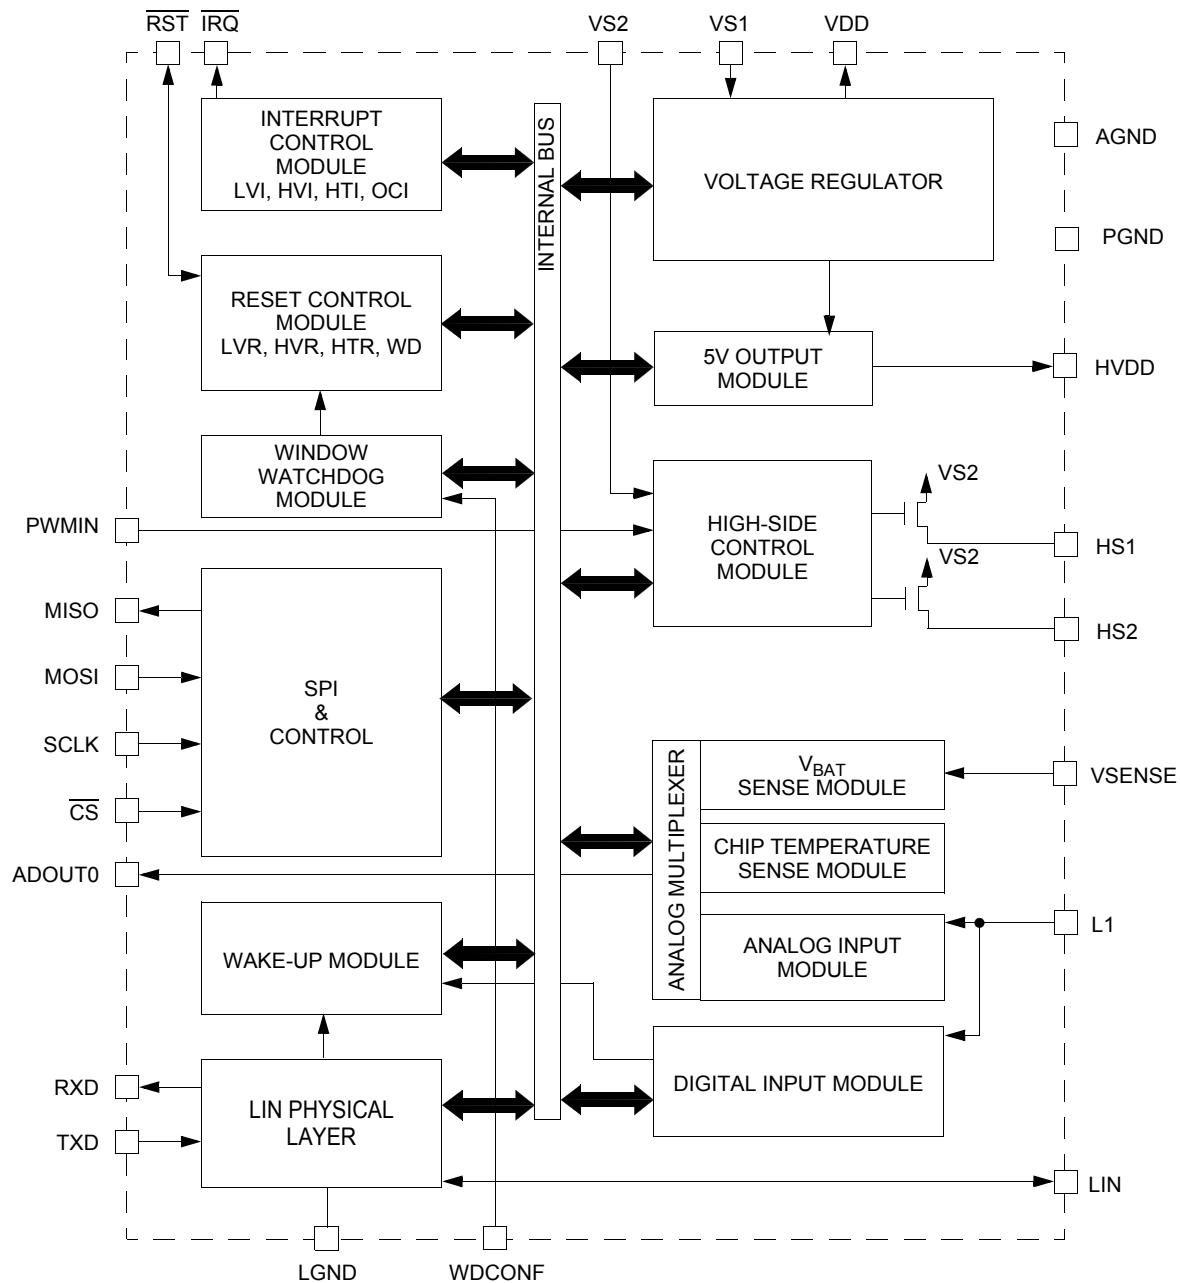 RST
IRQ
VS2
VS1
VDD
INTERRUPT
CONTROL
MODULE
LVI, HVI, HTI, OCI
INTERNAL BUS
VOLTAGE REGULATOR
AGND
PGND
RESET CONTROL
MODULE
LVR, HVR, HTR, WD
5V OUTPUT
MODULE
HVDD
WINDOW
WATCHDOG
MODULE
PWMIN
HIGH-SIDE
CONTROL
MODULE
VS2
HS1
VS2
HS2
MISO
MOSI
SCLK
CS
SPI
&
CONTROL
ANALOG MULTIPLEXER
VBAT
SENSE MODULE
VSENSE
CHIP TEMPERATURE
SENSE MODULE
ADOUT0
WAKE-UP MODULE
ANALOG INPUT
MODULE
L1
DIGITAL INPUT MODULE
RXD
TXD
LIN PHYSICAL
LAYER
LIN
LGND
WDCONF